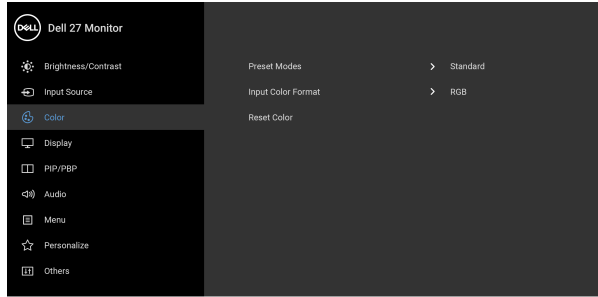 DELL Dell 27 Monitor
Brightness/Contrast
Input Source
Color
Display
PIP/PBP
Audio
Menu
Personalize
Others
Preset Modes > Standard
Input Color Format > RGB
Reset Color